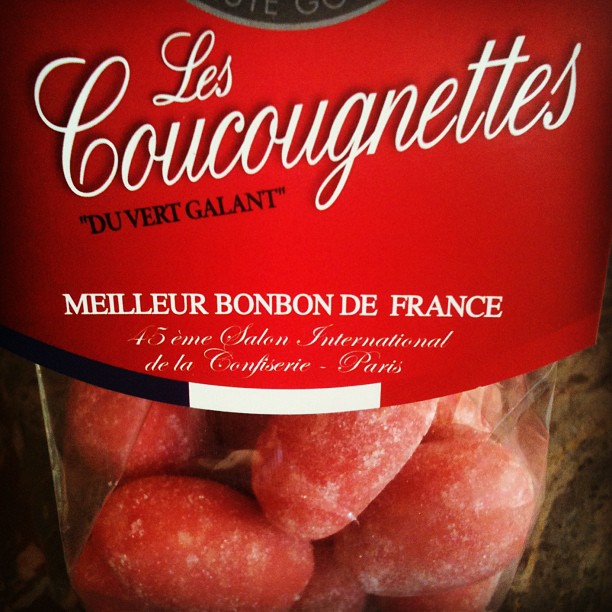 Les
Coucougnettes
"DU VERT GALANT"
MEILLEUR BONBON DE FRANCE
45ème Salon International
de la Confiserie - Paris